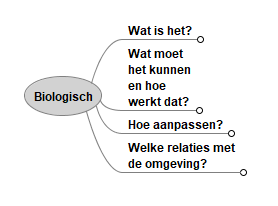 Wat is het?
Wat moet
het kunnen
en hoe
werkt dat?
Biologisch
Hoe aanpassen?
Welke relaties met
de omgeving?